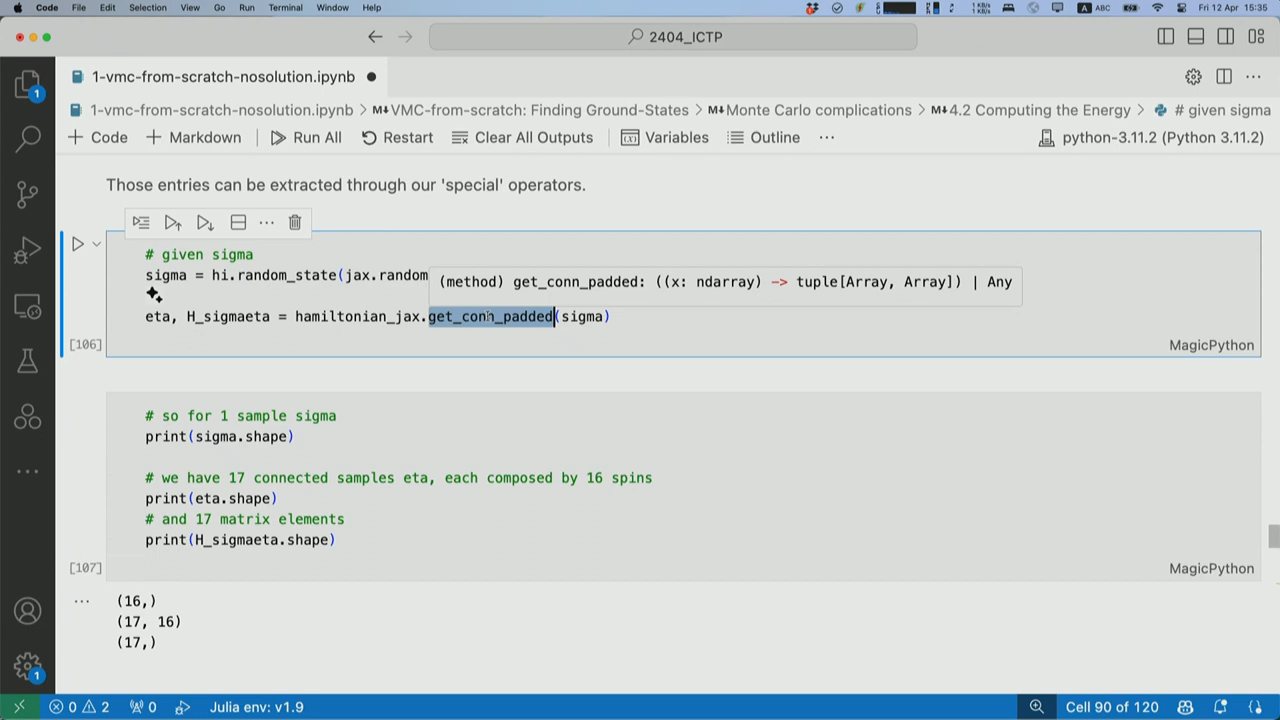 Code File Edit Selection View Go Run Terminal Window Help
1 KB/s
KB/s
A ABC
Fri 12 Apr 15:35
2404_ICTP
1-vmc-from-scratch-nosolution.ipynb
1-vmc-from-scratch-nosolution.ipynb > M↓VMC-from-scratch: Finding Ground-States > M↓Monte Carlo complications > M↓4.2 Computing the Energy > # given sigma
+ Code + Markdown Run All Restart Clear All Outputs Variables Outline ... python-3.11.2 (Python 3.11.2)
Those entries can be extracted through our 'special' operators.
# given sigma
sigma = hi.random_state(jax.random
(method) get_conn_padded: ((x: ndarray) -> tuple[Array, Array]) | Any
eta, H_sigmaeta = hamiltonian_jax.get_conn_padded(sigma)
[106] MagicPython
# so for 1 sample sigma
print(sigma.shape)
# we have 17 connected samples eta, each composed by 16 spins
print(eta.shape)
# and 17 matrix elements
print(H_sigmaeta.shape)
[107] MagicPython
... (16,)
(17, 16)
(17,)
1
1
0 2 0 Julia env: v1.9 Cell 90 of 120